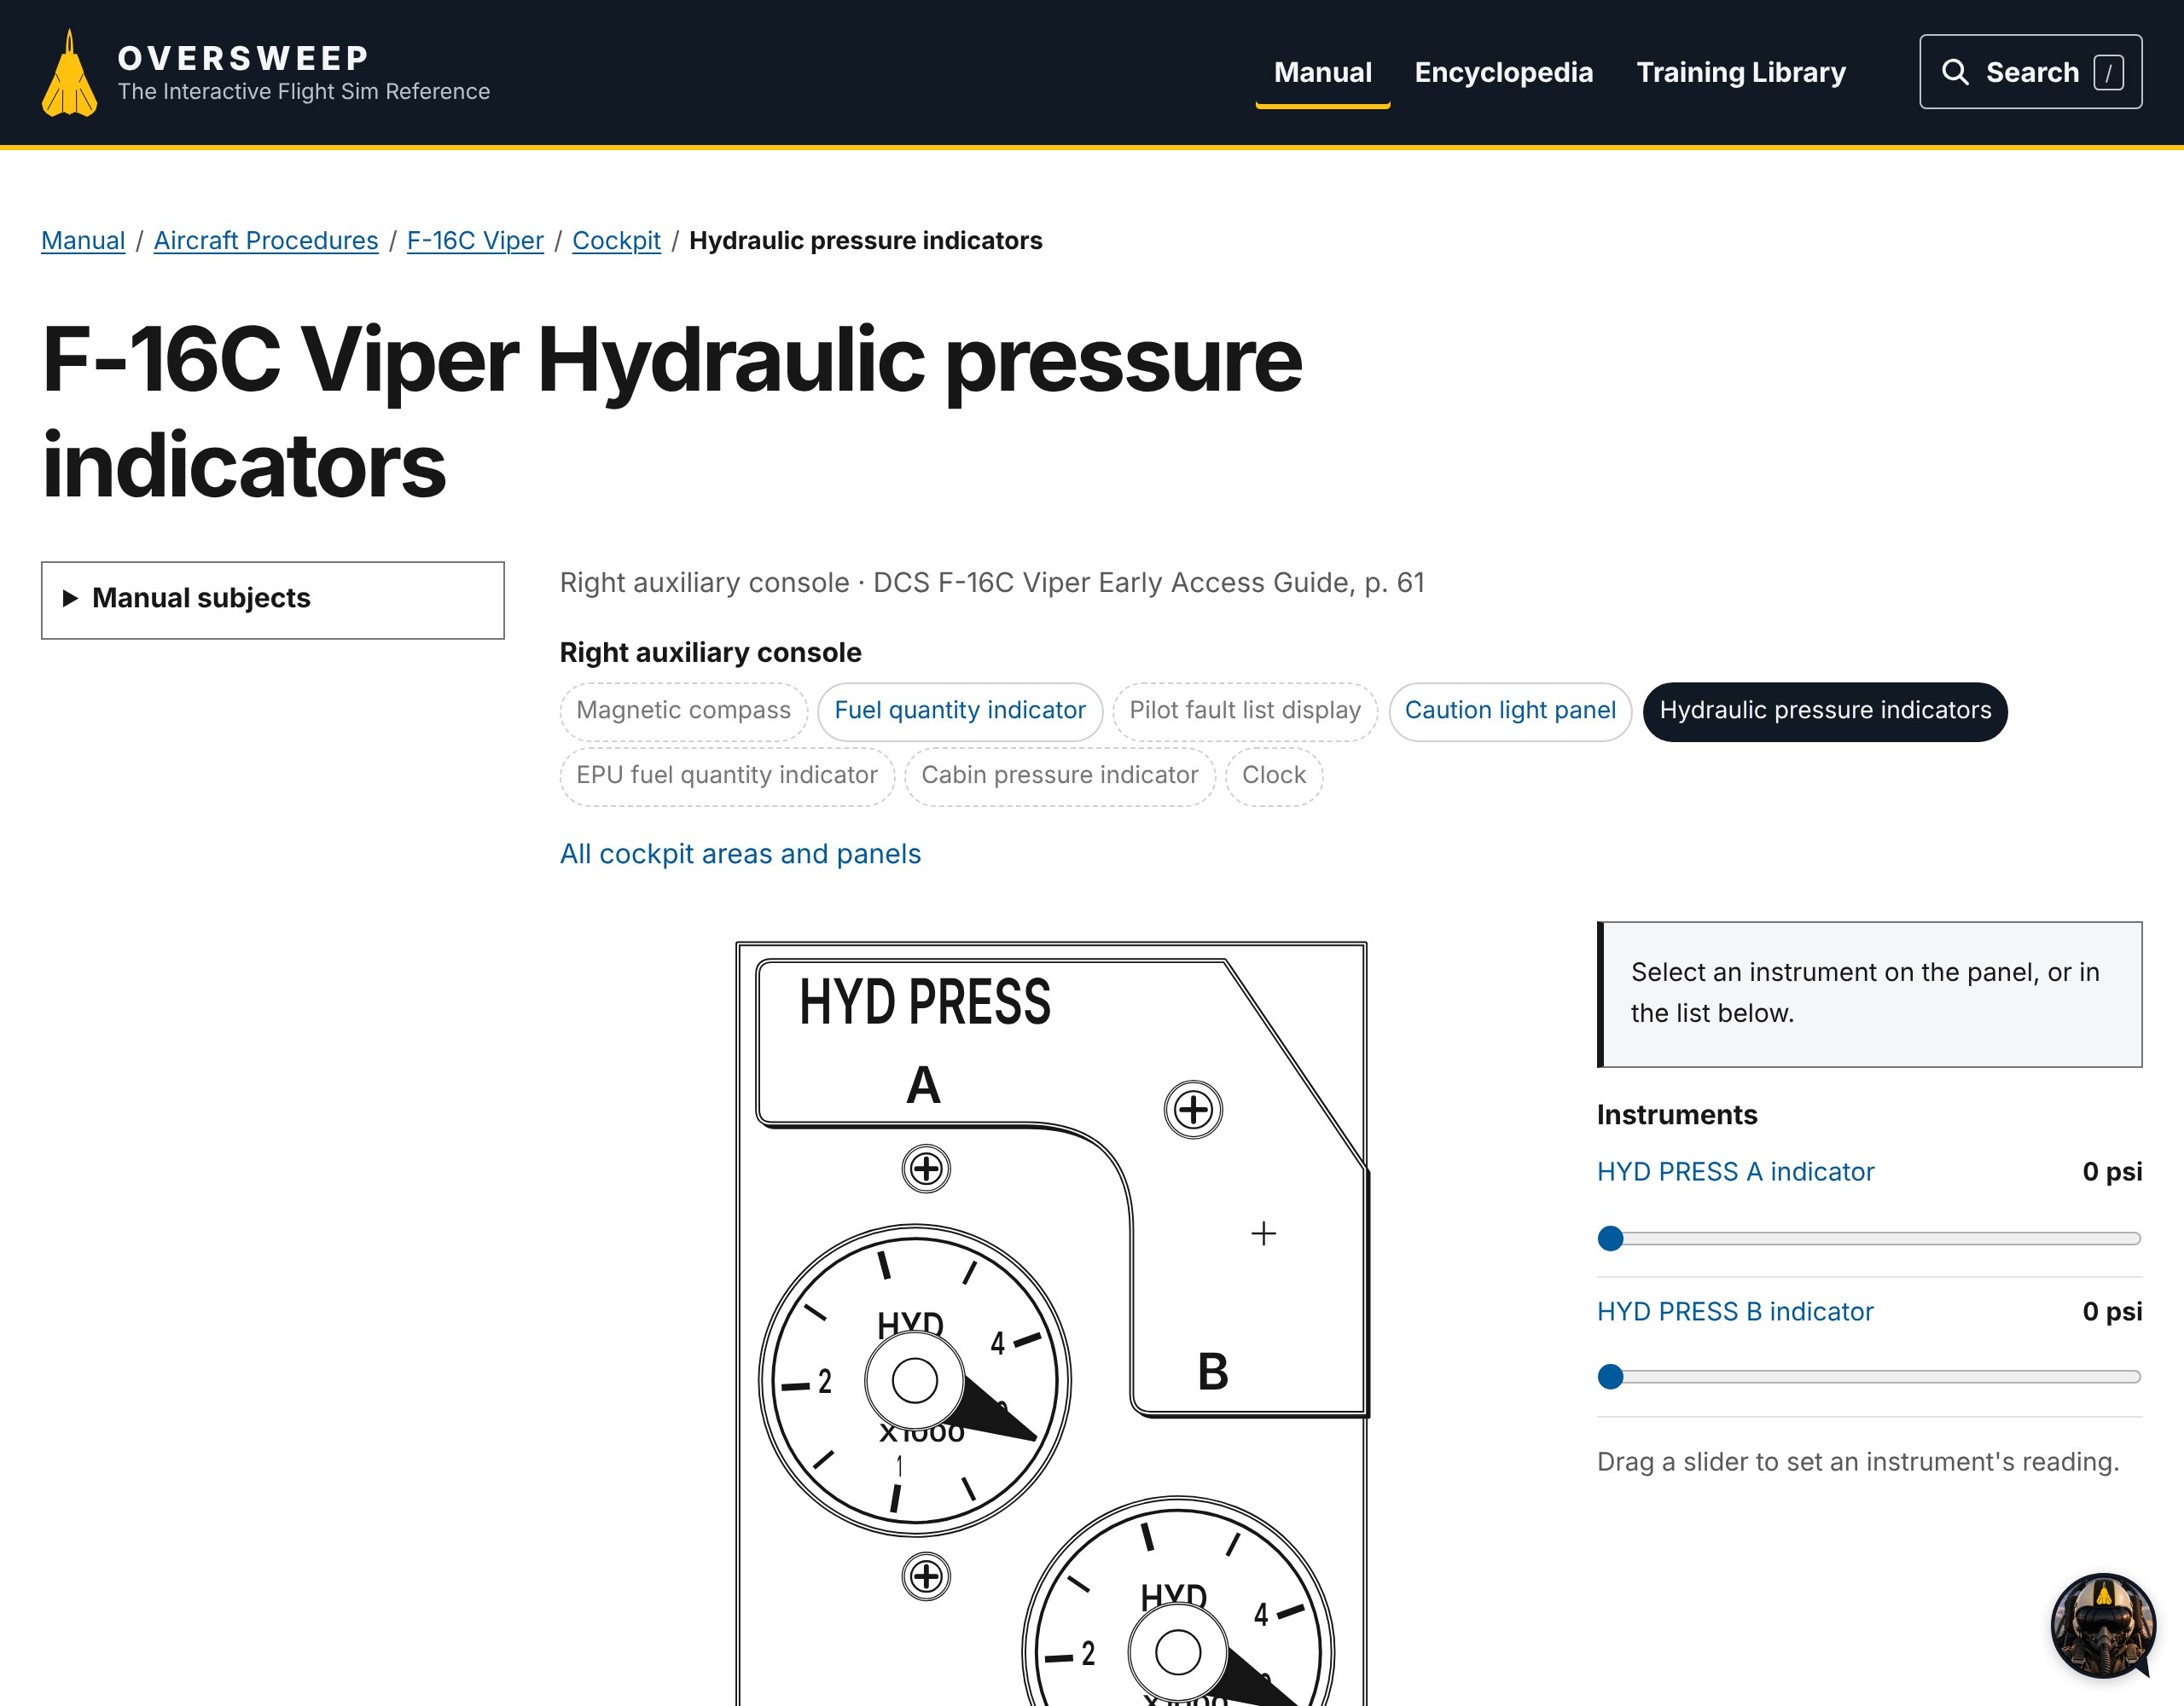 OVERSWEEP
The Interactive Flight Sim Reference
Manual
Encyclopedia
Training Library
Search /
Manual / Aircraft Procedures / F-16C Viper / Cockpit / Hydraulic pressure indicators
F-16C Viper Hydraulic pressure
indicators
Manual subjects
Right auxiliary console · DCS F-16C Viper Early Access Guide, p. 61
Right auxiliary console
Magnetic compass
Fuel quantity indicator
Pilot fault list display
Caution light panel
Hydraulic pressure indicators
EPU fuel quantity indicator
Cabin pressure indicator
Clock
All cockpit areas and panels
HYD PRESS
A
HYD
4
2
X1000
1
B
HYD
4
2
X1000
Select an instrument on the panel, or in
the list below.
Instruments
HYD PRESS A indicator 0 psi
HYD PRESS B indicator 0 psi
Drag a slider to set an instrument's reading.